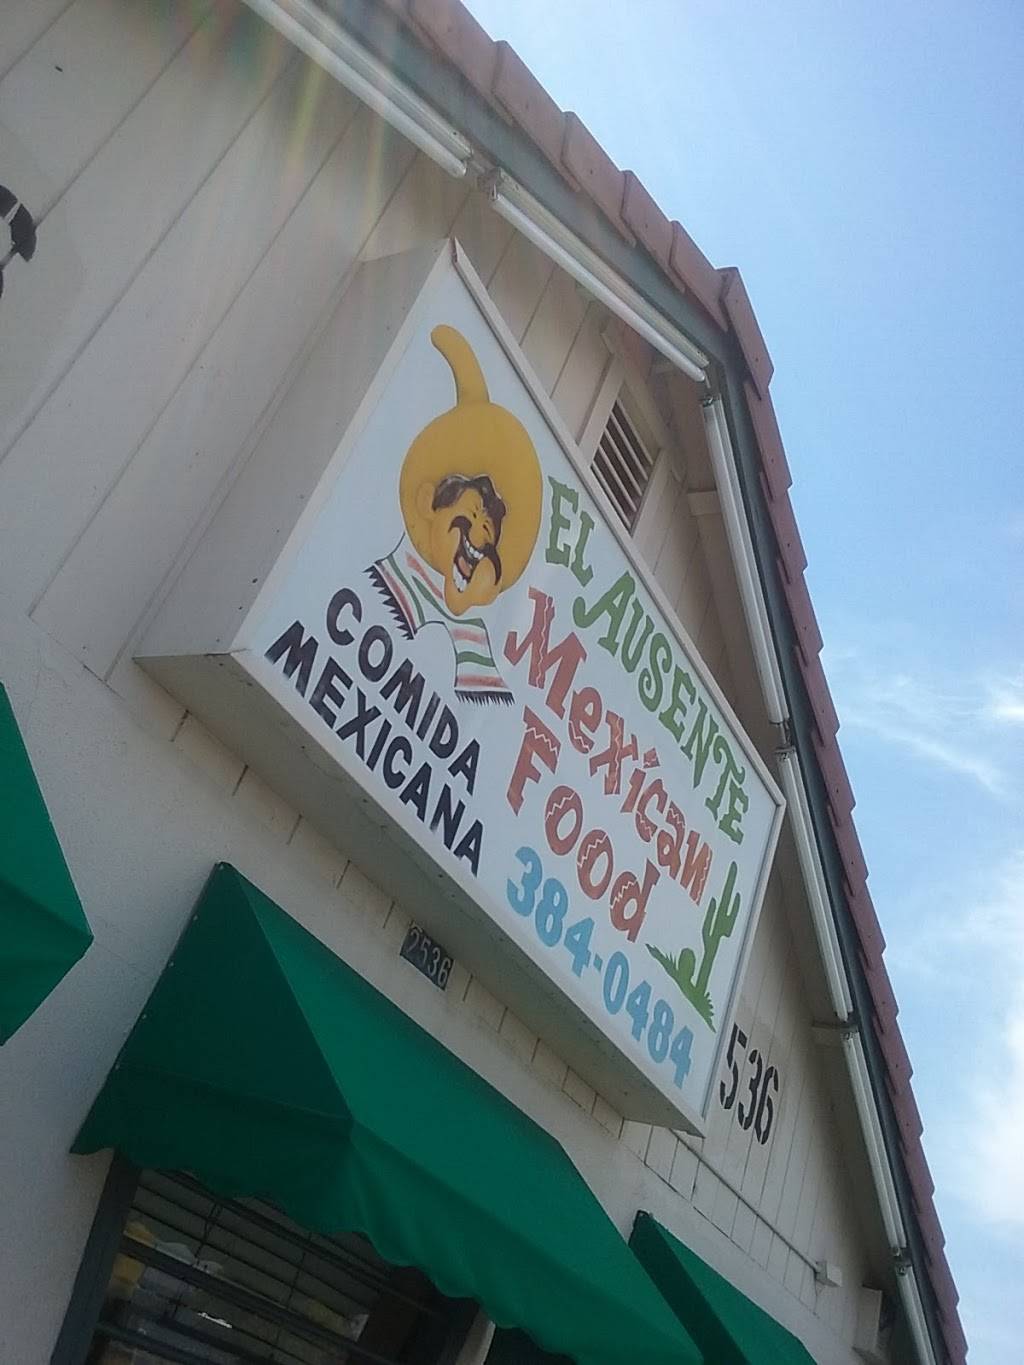 EL AUSENTE
Mexican
Food
384-0484
COMIDA
MEXICANA
2536
536